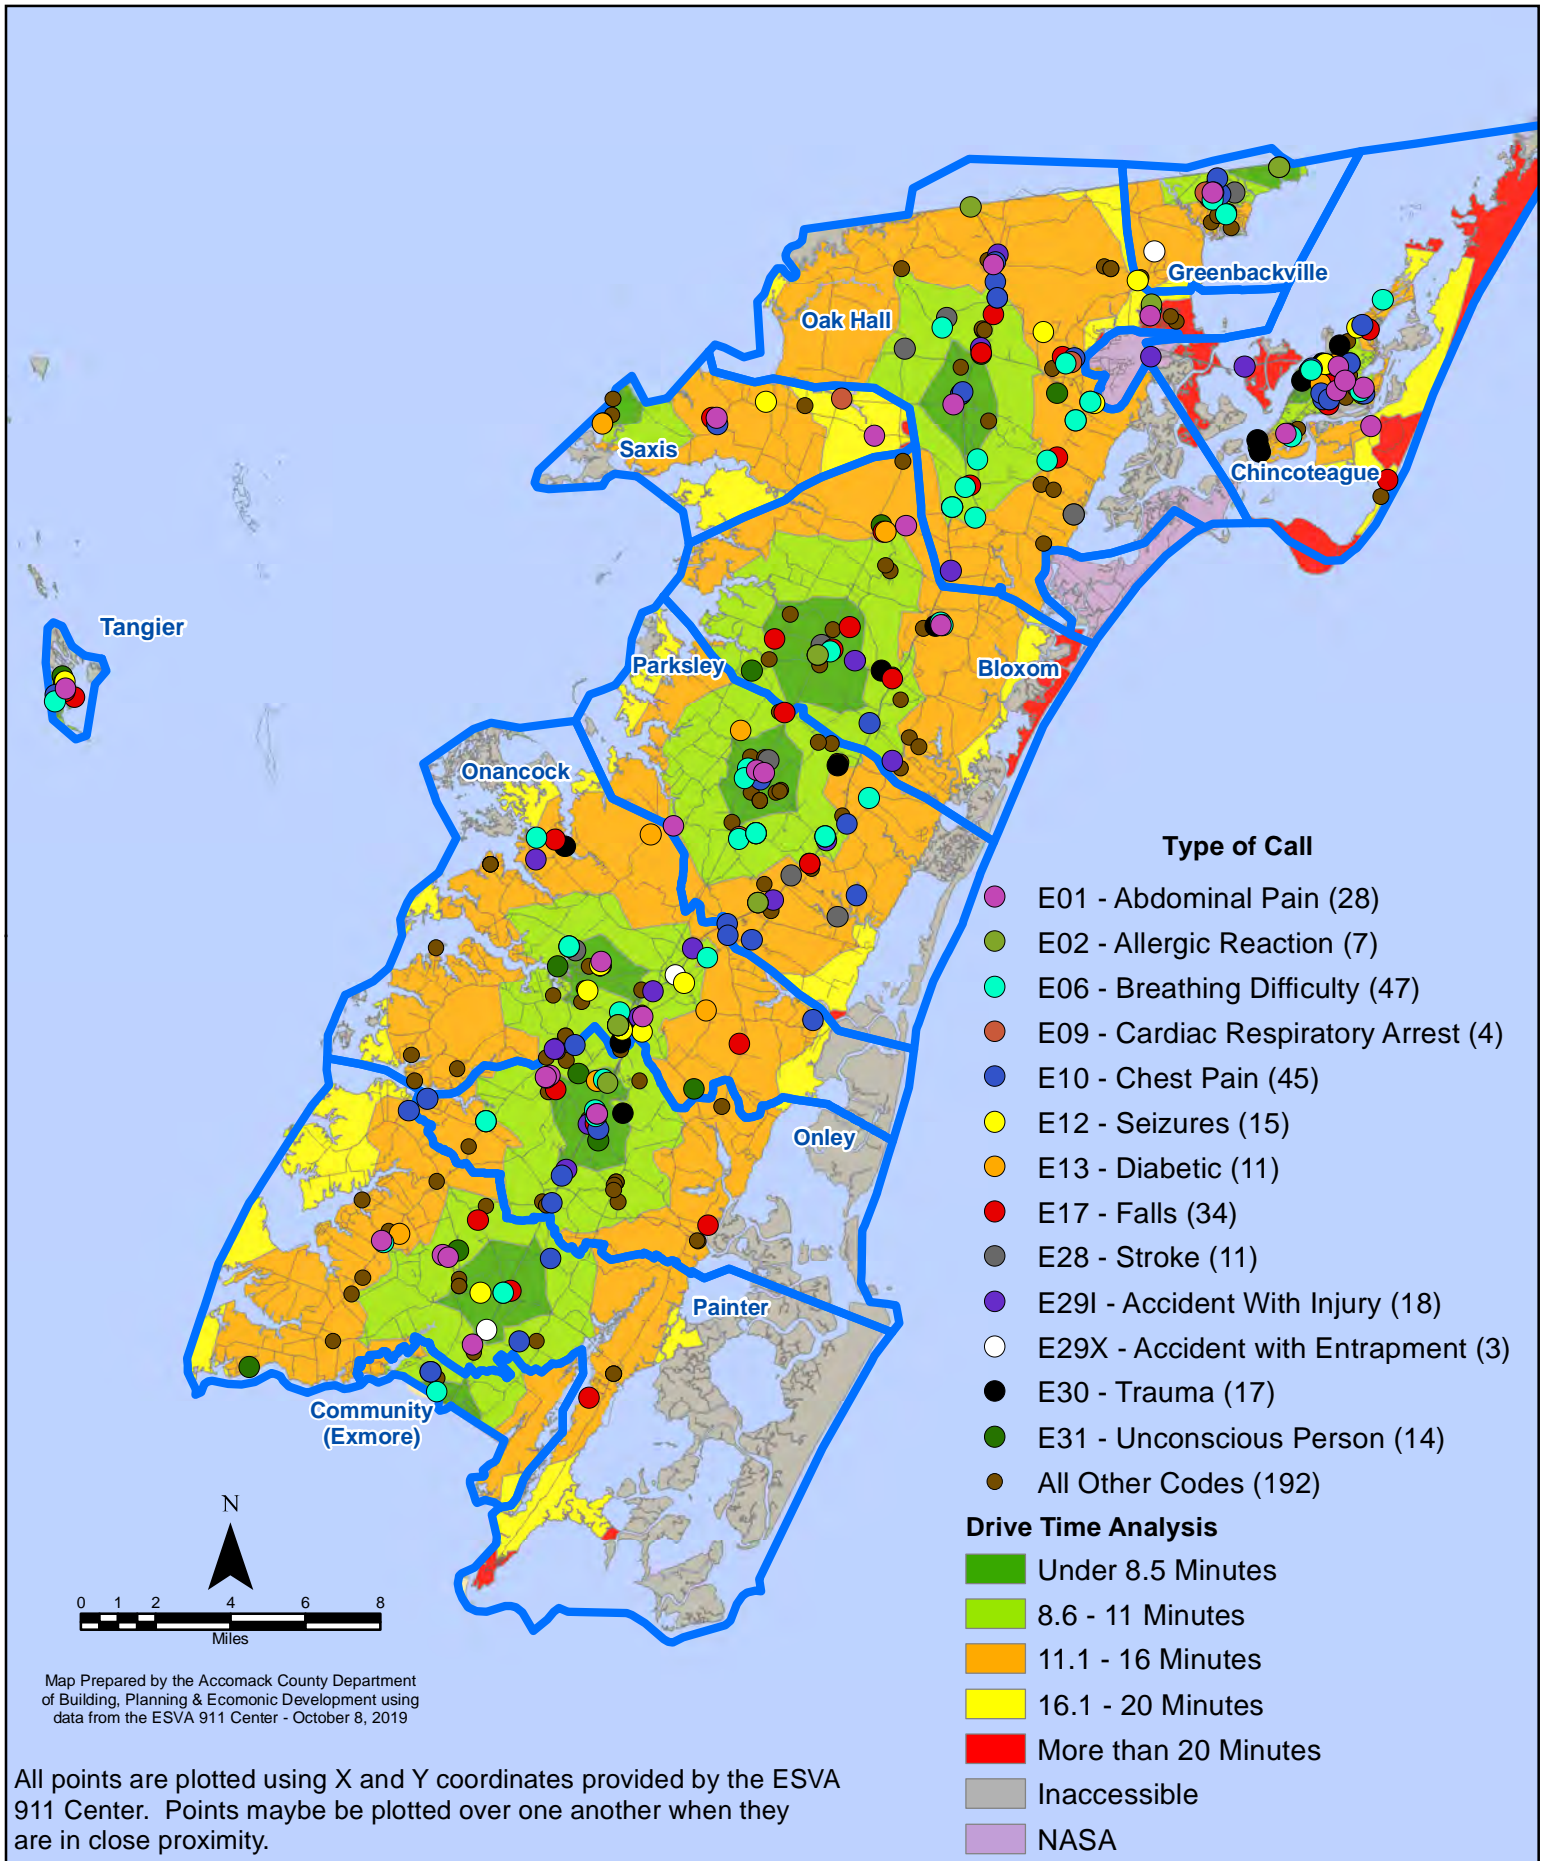 Greenbackville
Oak Hall
Saxis
Chincoteague
Tangier
Parksley
Bloxom
Onancock
Onley
Painter
Community
(Exmore)
Type of Call
E01 - Abdominal Pain (28)
E02 - Allergic Reaction (7)
E06 - Breathing Difficulty (47)
E09 - Cardiac Respiratory Arrest (4)
E10 - Chest Pain (45)
E12 - Seizures (15)
E13 - Diabetic (11)
E17 - Falls (34)
E28 - Stroke (11)
E29I - Accident With Injury (18)
E29X - Accident with Entrapment (3)
E30 - Trauma (17)
E31 - Unconscious Person (14)
All Other Codes (192)
Drive Time Analysis
Under 8.5 Minutes
8.6 - 11 Minutes
11.1 - 16 Minutes
16.1 - 20 Minutes
More than 20 Minutes
Inaccessible
NASA
N
0 1 2 4 6 8
Miles
Map Prepared by the Accomack County Department
of Building, Planning & Ecomonic Development using
data from the ESVA 911 Center - October 8, 2019
All points are plotted using X and Y coordinates provided by the ESVA
911 Center.  Points maybe be plotted over one another when they
are in close proximity.